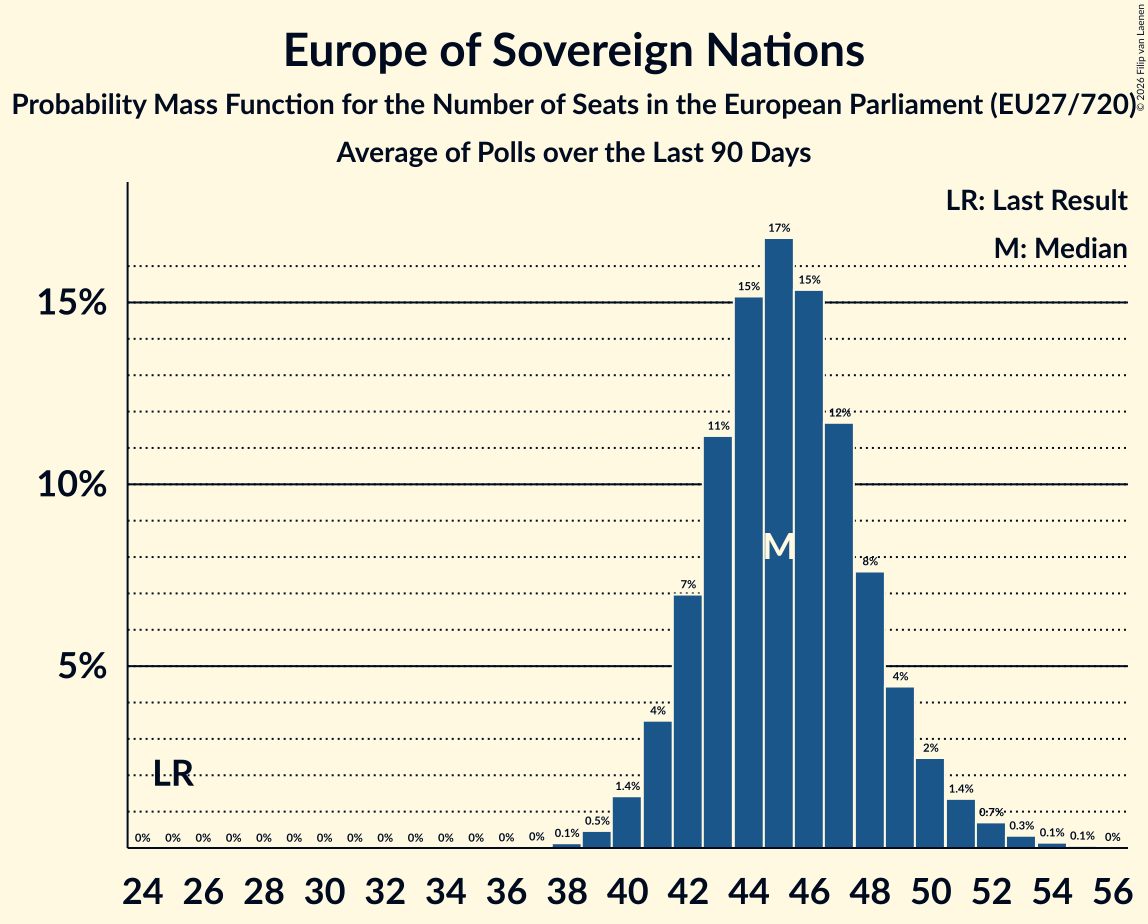 Europe of Sovereign Nations
Probability Mass Function for the Number of Seats in the European Parliament (EU27/720)
Average of Polls over the Last 90 Days
© 2026 Filip van Laenen
LR: Last Result
M: Median
15%
10%
5%
17%
15%
15%
12%
11%
8%
7%
4%
4%
2%
1.4%
1.4%
0.7%
0.5%
0.3%
0.1%
0.1%
0.1%
0% 0% 0% 0% 0% 0% 0% 0% 0% 0% 0% 0% 0% 0% 0%
M
LR
24 26 28 30 32 34 36 38 40 42 44 46 48 50 52 54 56